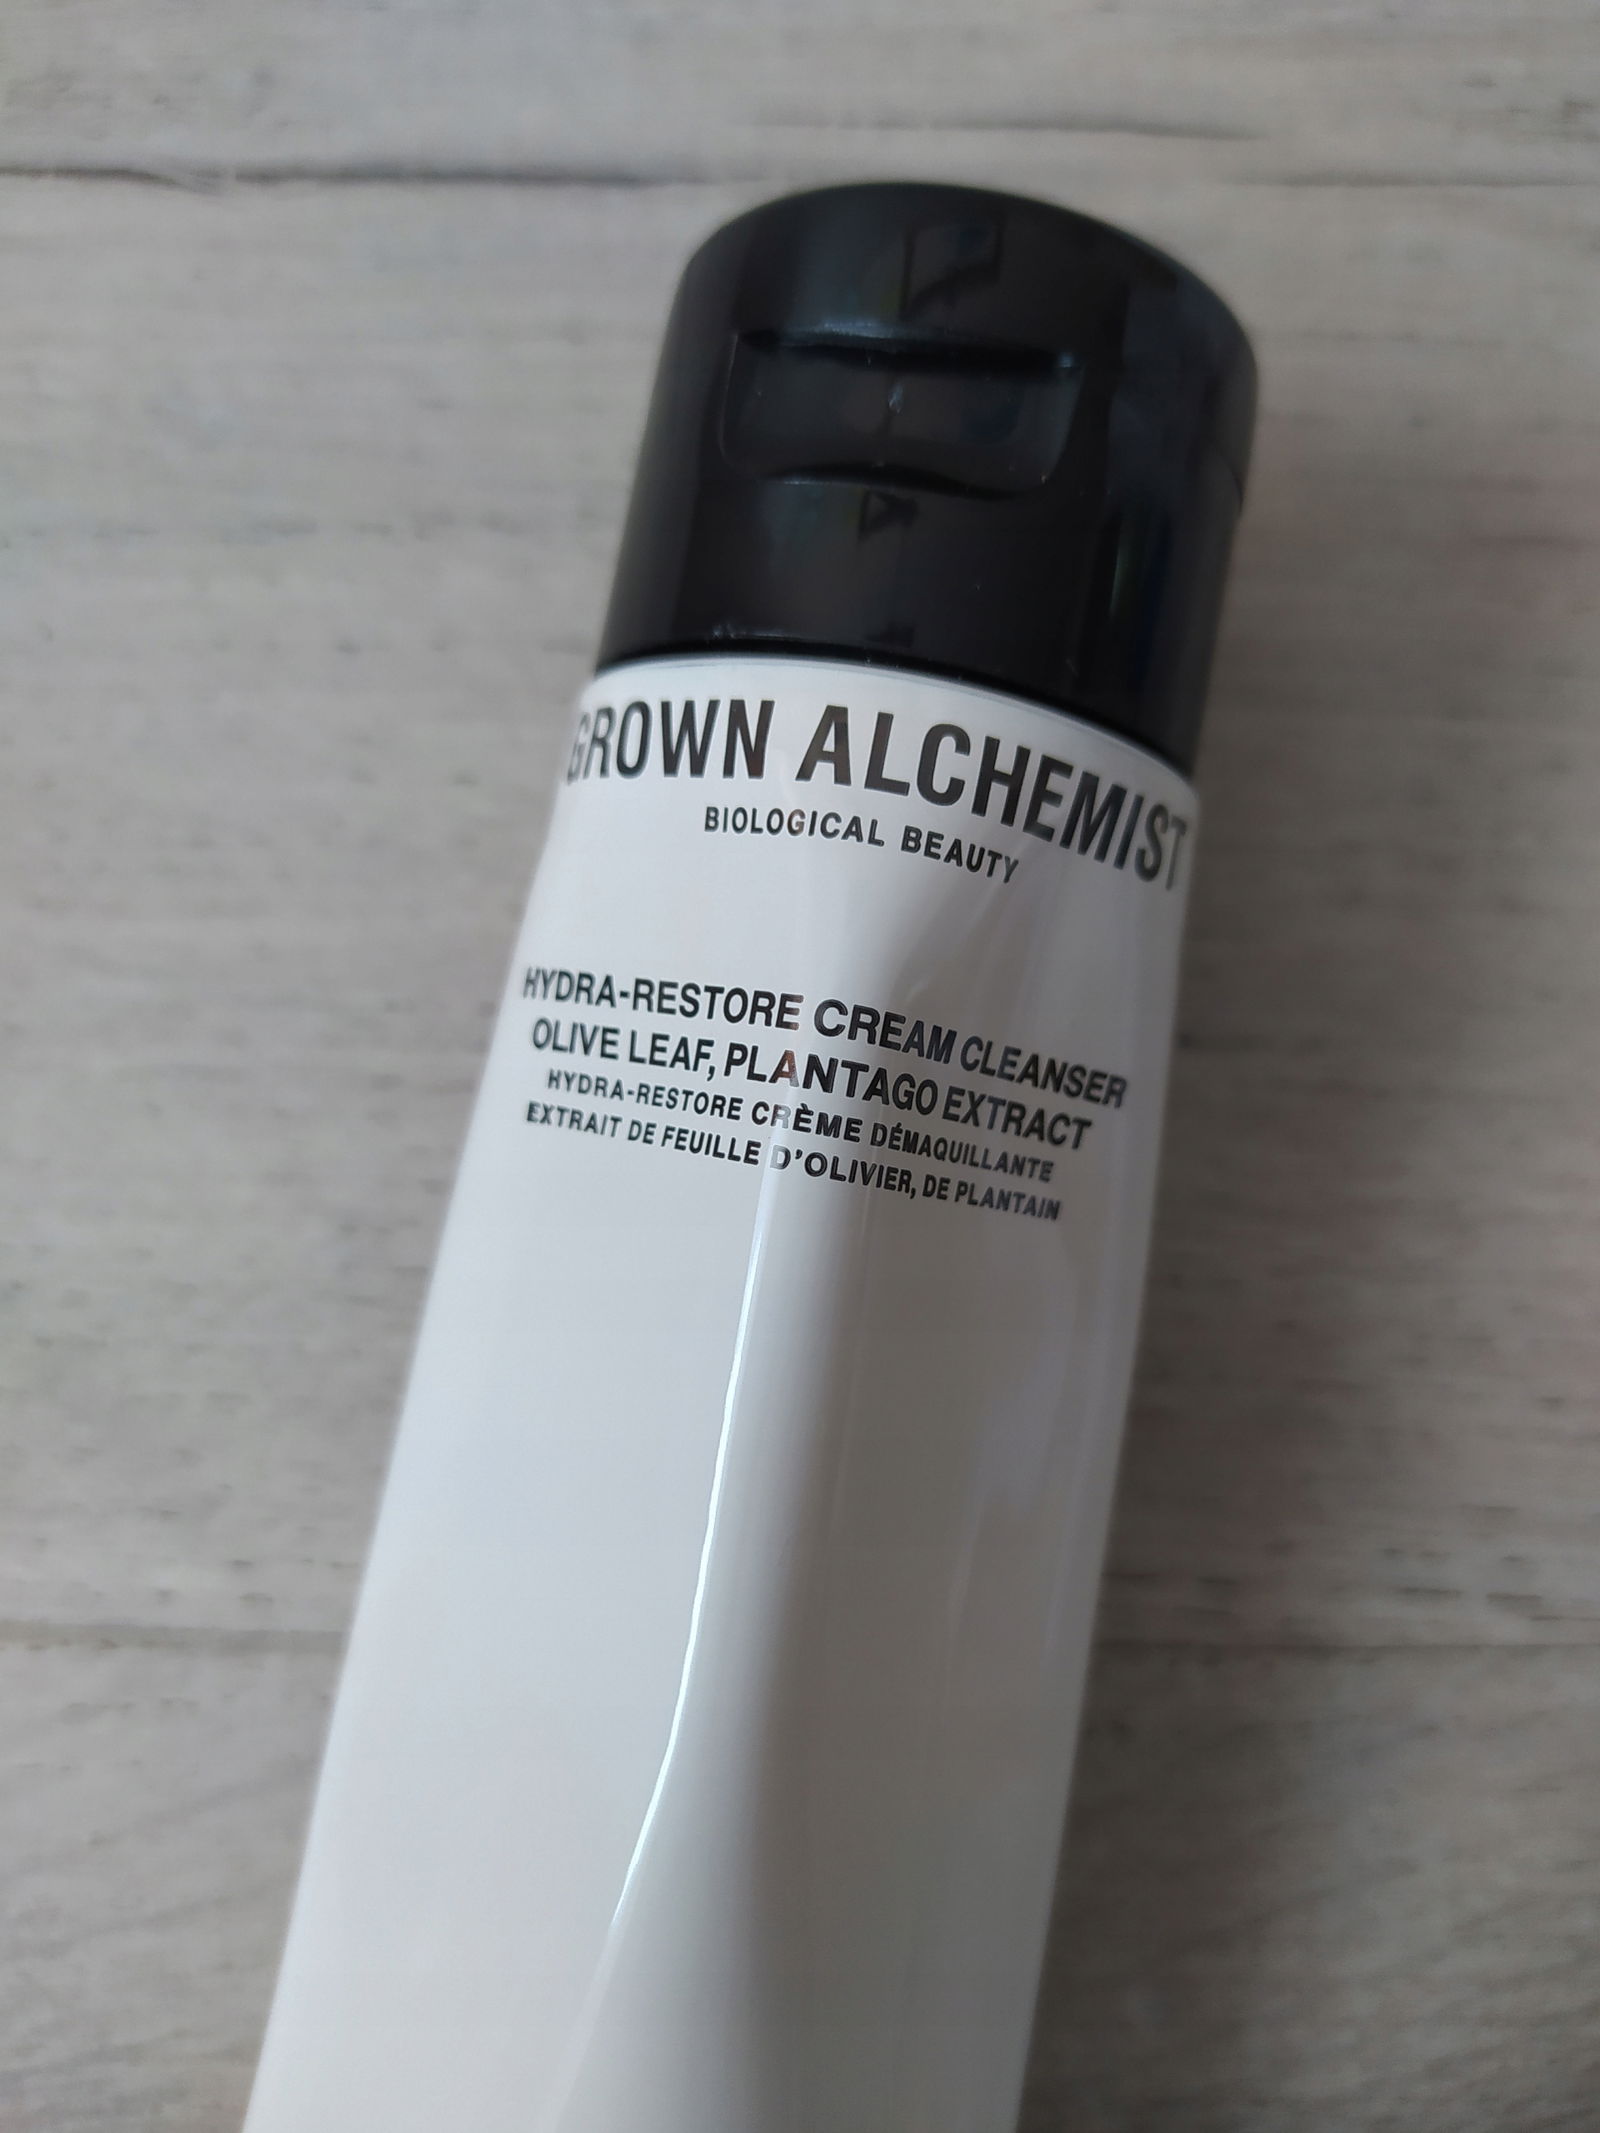 GROWN ALCHEMIST
BIOLOGICAL BEAUTY
HYDRA-RESTORE CREAM CLEANSER
OLIVE LEAF, PLANTAGO EXTRACT
HYDRA-RESTORE CRÈME DÉMAQUILLANTE
EXTRAIT DE FEUILLE D'OLIVIER, DE PLANTAIN